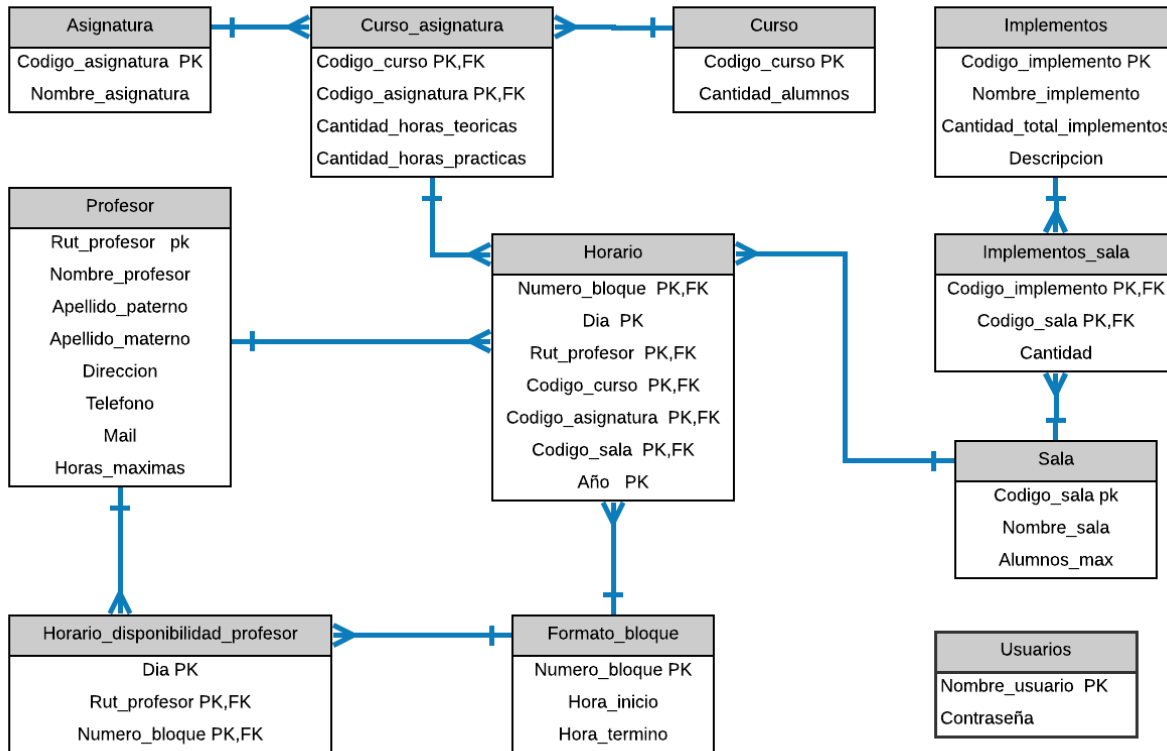 Asignatura
Codigo_asignatura PK
Nombre_asignatura
Curso_asignatura
Codigo_curso PK,FK
Codigo_asignatura PK,FK
Cantidad_horas_teoricas
Cantidad_horas_practicas
Curso
Codigo_curso PK
Cantidad_alumnos
Implementos
Codigo_implemento PK
Nombre_implemento
Cantidad_total_implementos
Descripcion
Profesor
Rut_profesor pk
Nombre_profesor
Apellido_paterno
Apellido_materno
Direccion
Telefono
Mail
Horas_maximas
Horario
Numero_bloque PK,FK
Dia PK
Rut_profesor PK,FK
Codigo_curso PK,FK
Codigo_asignatura PK,FK
Codigo_sala PK,FK
Año PK
Implementos_sala
Codigo_implemento PK,FK
Codigo_sala PK,FK
Cantidad
Sala
Codigo_sala pk
Nombre_sala
Alumnos_max
Horario_disponibilidad_profesor
Dia PK
Rut_profesor PK,FK
Numero_bloque PK,FK
Formato_bloque
Numero_bloque PK
Hora_inicio
Hora_termino
Usuarios
Nombre_usuario PK
Contraseña